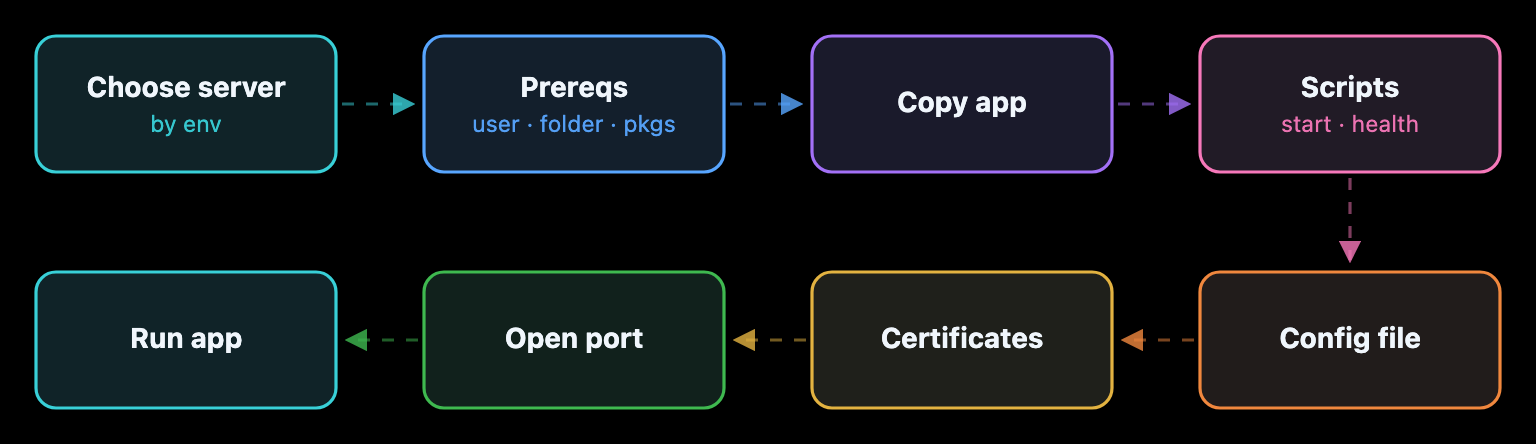 Choose server
by env
Prereqs
user · folder · pkgs
Copy app
Scripts
start · health
Config file
Certificates
Open port
Run app